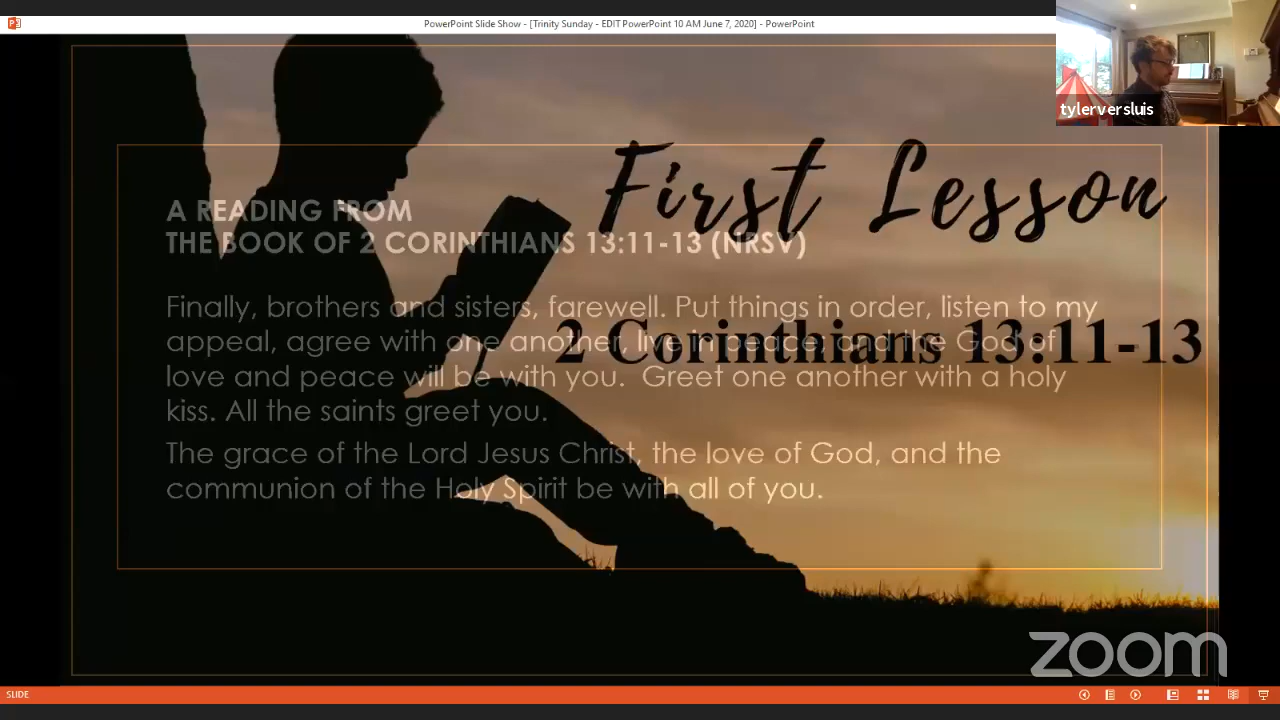 PowerPoint Slide Show - [Trinity Sunday - EDIT PowerPoint 10 AM June 7, 2020] - PowerPoint
tylerversluis
First Lesson
2 Corinthians 13:11-13
A READING FROM
THE BOOK OF 2 CORINTHIANS 13:11-13 (NRSV)
Finally, brothers and sisters, farewell. Put things in order, listen to my
appeal, agree with one another, live in peace; and the God of
love and peace will be with you. Greet one another with a holy
kiss. All the saints greet you.
The grace of the Lord Jesus Christ, the love of God, and the
communion of the Holy Spirit be with all of you.
zoom
SLIDE